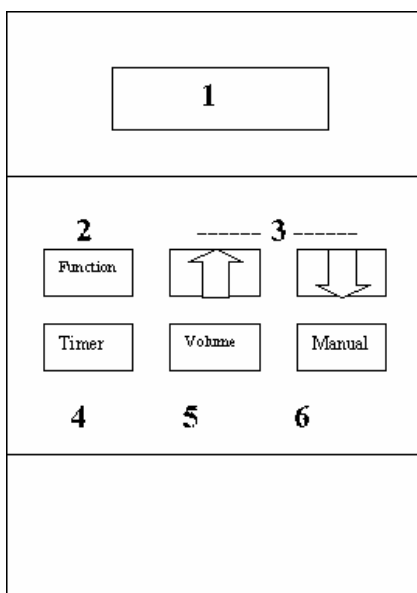 1
2 ------ 3 ------
Function
Timer Volume Manual
4 5 6